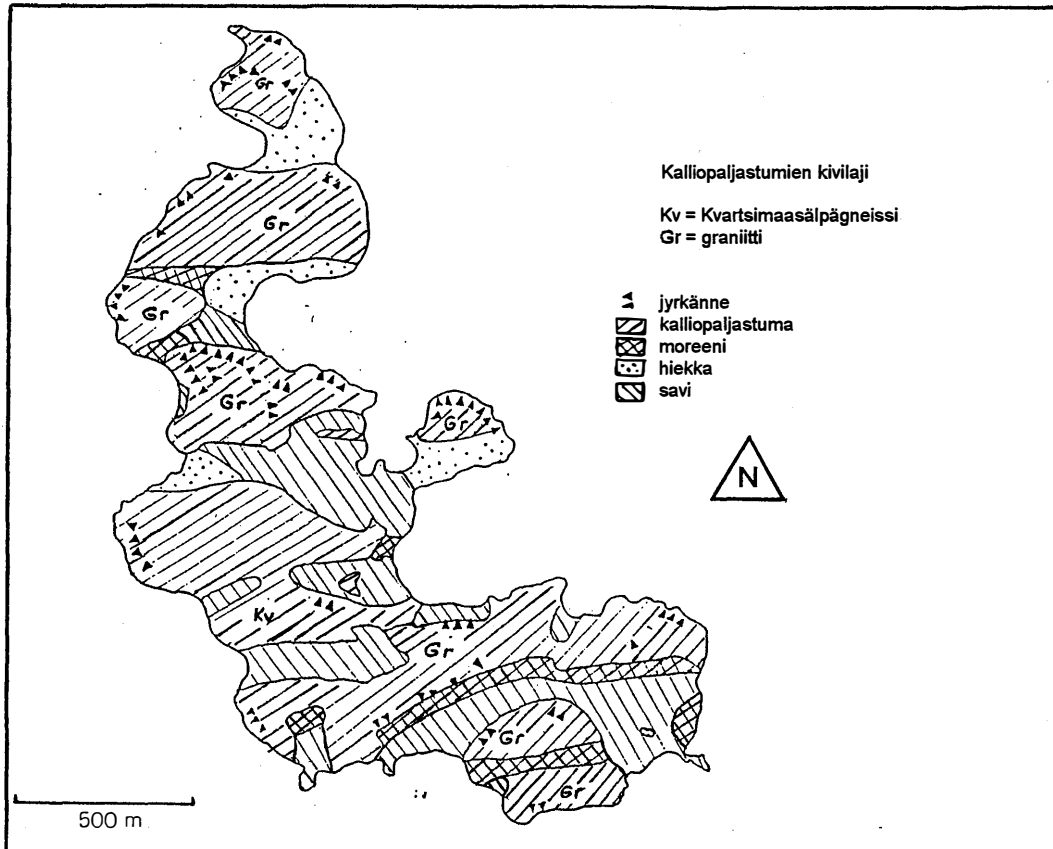 Gr
Kv
Gr
Gr
Gr
Gr
Kv
Gr
Gr
Gr
Kalliopaljastumien kivilaji
Kv = Kvartsimaasälpägneissi
Gr = graniitti
jyrkänne
kalliopaljastuma
moreeni
hiekka
savi
N
500 m